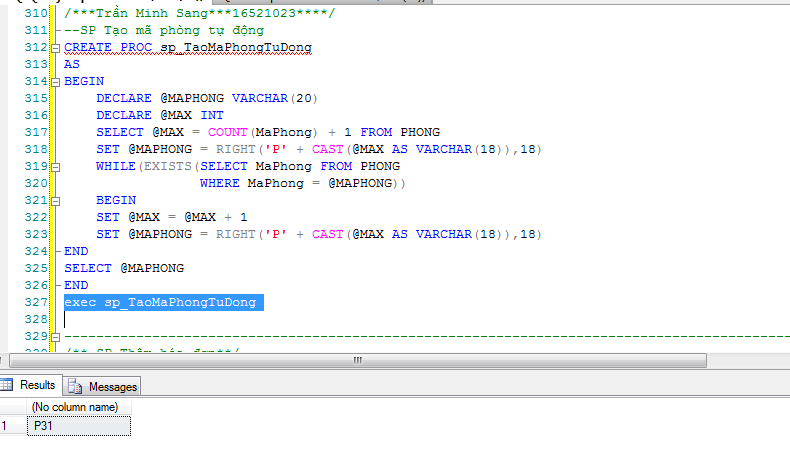 310 /***Trần Minh Sang***16521023****/
311 --SP Tạo mã phòng tự động
312 CREATE PROC sp_TaoMaPhongTuDong
313 AS
314 BEGIN
315 DECLARE @MAPHONG VARCHAR(20)
316 DECLARE @MAX INT
317 SELECT @MAX = COUNT(MaPhong) + 1 FROM PHONG
318 SET @MAPHONG = RIGHT('P' + CAST(@MAX AS VARCHAR(18)),18)
319 WHILE(EXISTS(SELECT MaPhong FROM PHONG
320 WHERE MaPhong = @MAPHONG))
321 BEGIN
322 SET @MAX = @MAX + 1
323 SET @MAPHONG = RIGHT('P' + CAST(@MAX AS VARCHAR(18)),18)
324 END
325 SELECT @MAPHONG
326 END
327 exec sp_TaoMaPhongTuDong
328
329
Results Messages
(No column name)
1 P31